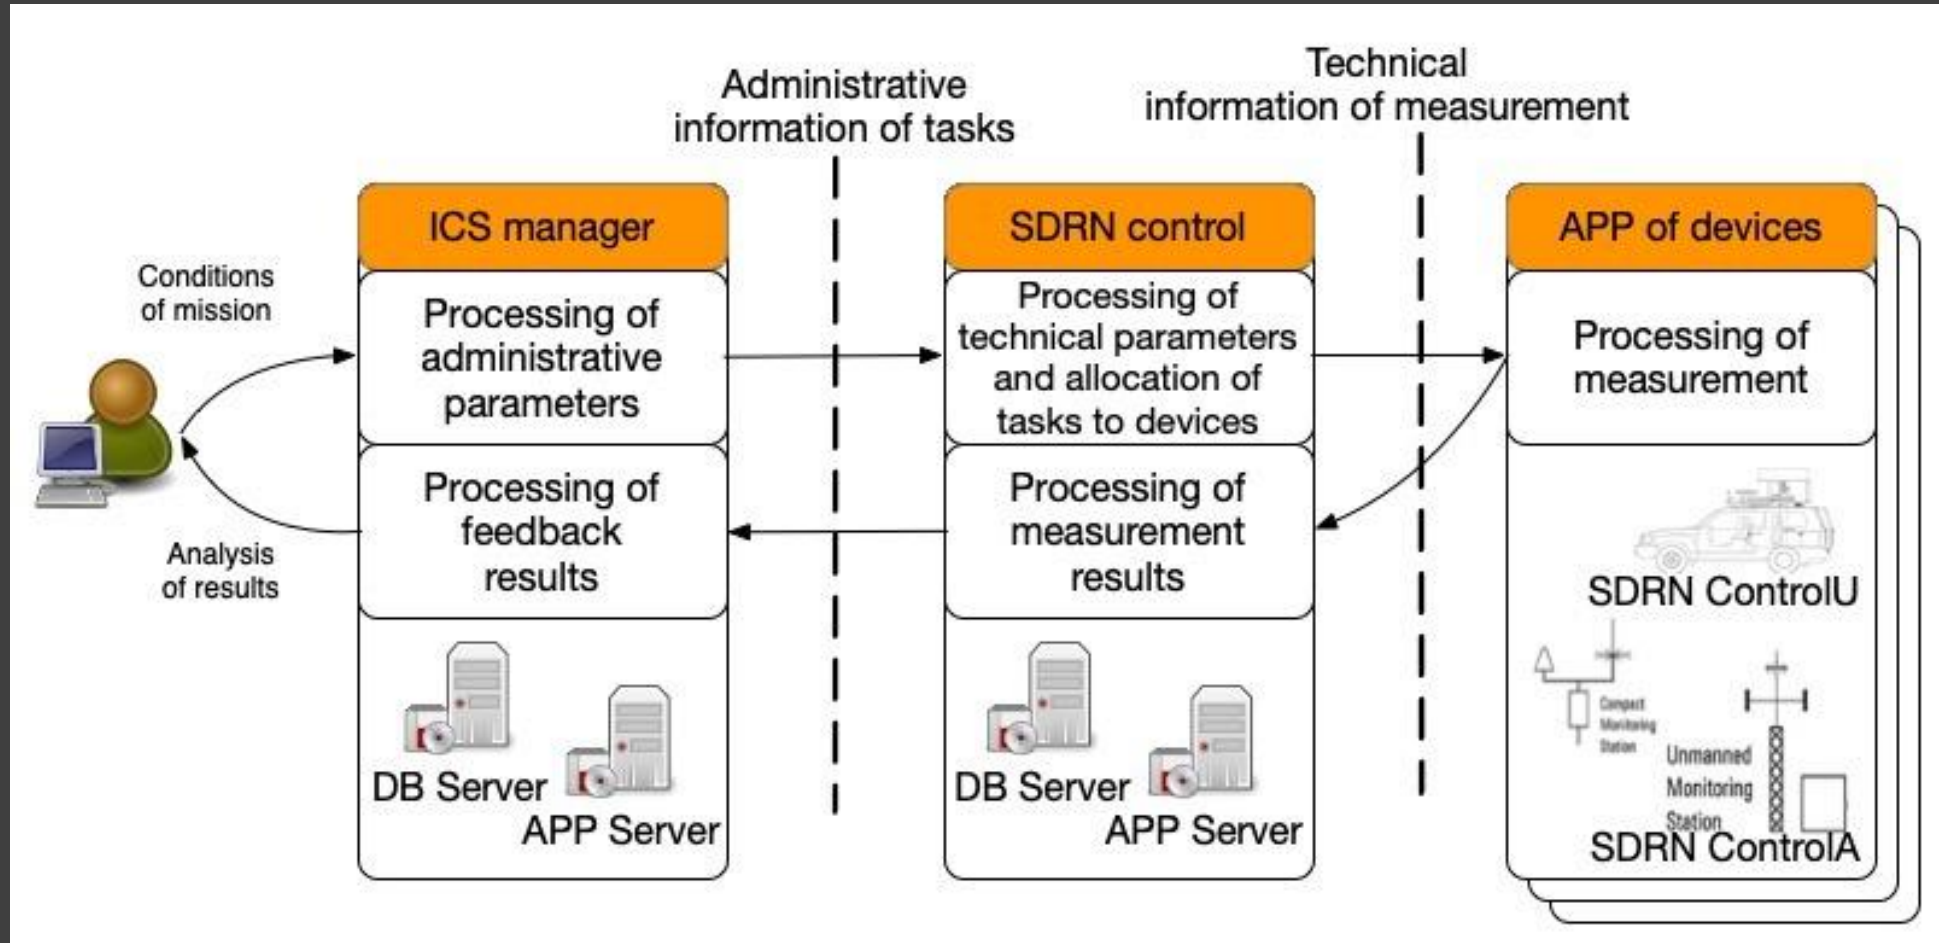 Administrative
information of tasks
Technical
information of measurement
Conditions
of mission
Analysis
of results
ICS manager
Processing of
administrative
parameters
Processing of
feedback
results
DB Server
APP Server
SDRN control
Processing of
technical parameters
and allocation of
tasks to devices
Processing of
measurement
results
DB Server
APP Server
APP of devices
Processing of
measurement
SDRN ControlU
Compact
Monitoring
Station
Unmanned
Monitoring
Station
SDRN ControlA